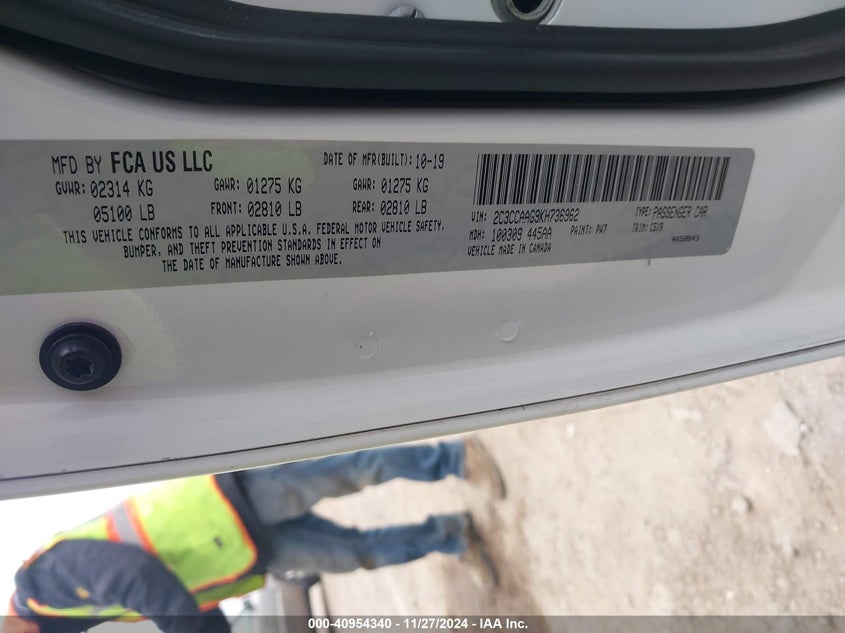 MFD BY FCA US LLC DATE OF MFR(BUILT): 10-19
GVWR: 02314 KG GAWR: 01275 KG GAWR: 01275 KG
05100 LB FRONT: 02810 LB REAR: 02810 LB
THIS VEHICLE CONFORMS TO ALL APPLICABLE U.S.A. FEDERAL MOTOR VEHICLE SAFETY,
BUMPER, AND THEFT PREVENTION STANDARDS IN EFFECT ON
THE DATE OF MANUFACTURE SHOWN ABOVE.
VIN: 2C3CCAAG9KH736962 TYPE: PASSENGER CAR
MDH: 100309 445AA PAINT: PW7 TRIM: C5X9
VEHICLE MADE IN CANADA 4650843
000-40954340 - 11/27/2024 - IAA Inc.